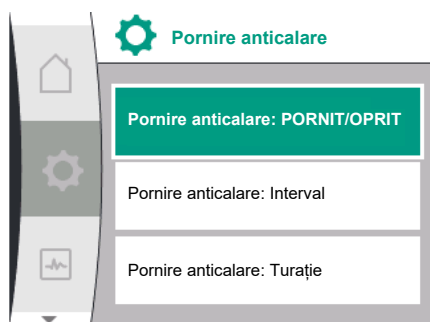 Pornire anticalare
Pornire anticalare: PORNIT/OPRIT
Pornire anticalare: Interval
Pornire anticalare: Turație